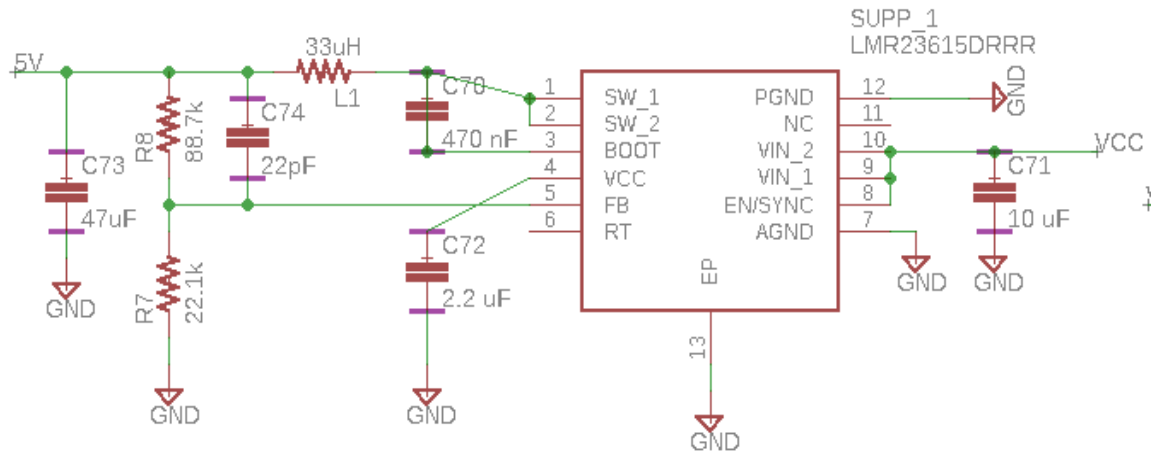 SUPP_1
LMR23615DRRR
5V
33uH
L1
C70
470 nF
R8
88.7k
C74
22pF
C73
47uF
GND
R7
22.1k
GND
C72
2.2 uF
GND
1
2
3
4
5
6
SW_1
SW_2
BOOT
VCC
FB
RT
PGND
NC
VIN_2
VIN_1
EN/SYNC
AGND
EP
12
11
10
9
8
7
13
GND
GND
VCC
C71
10 uF
GND
GND